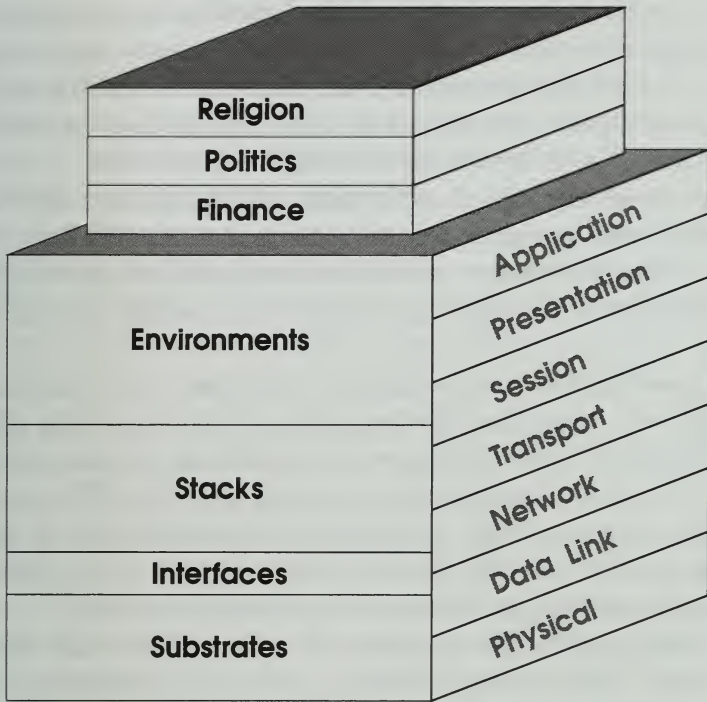 Religion
Politics
Finance
Environments
Stacks
Interfaces
Substrates
Application
Presentation
Session
Transport
Network
Data Link
Physical